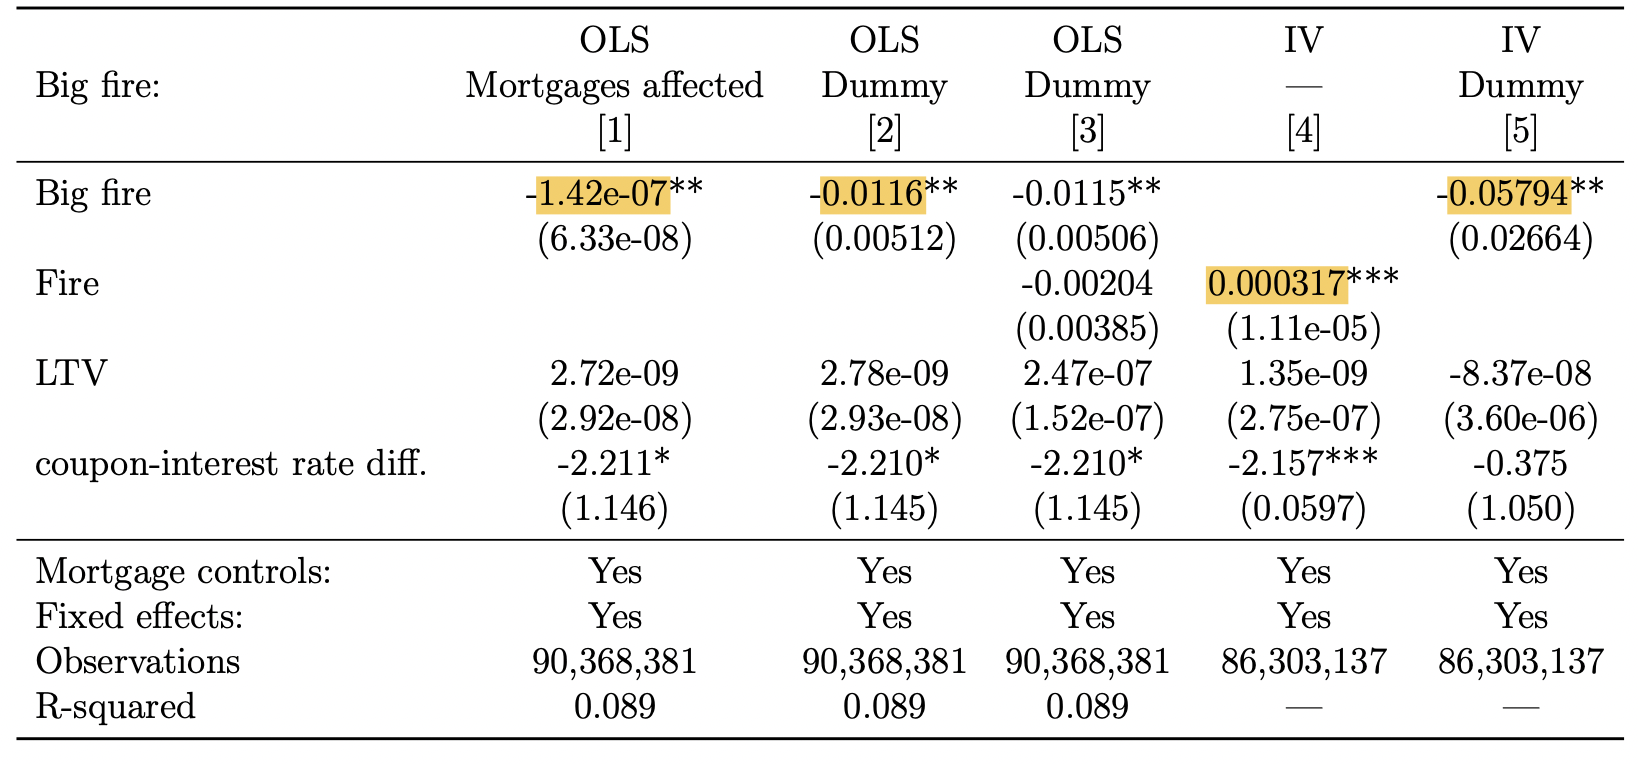 OLS OLS OLS IV IV
Big fire: Mortgages affected Dummy Dummy — Dummy
[1] [2] [3] [4] [5]
Big fire -1.42e-07** -0.0116** -0.0115** -0.05794**
(6.33e-08) (0.00512) (0.00506) (0.02664)
Fire -0.00204 0.000317***
(0.00385) (1.11e-05)
LTV 2.72e-09 2.78e-09 2.47e-07 1.35e-09 -8.37e-08
(2.92e-08) (2.93e-08) (1.52e-07) (2.75e-07) (3.60e-06)
coupon-interest rate diff. -2.211* -2.210* -2.210* -2.157*** -0.375
(1.146) (1.145) (1.145) (0.0597) (1.050)
Mortgage controls: Yes Yes Yes Yes Yes
Fixed effects: Yes Yes Yes Yes Yes
Observations 90,368,381 90,368,381 90,368,381 86,303,137 86,303,137
R-squared 0.089 0.089 0.089 — —